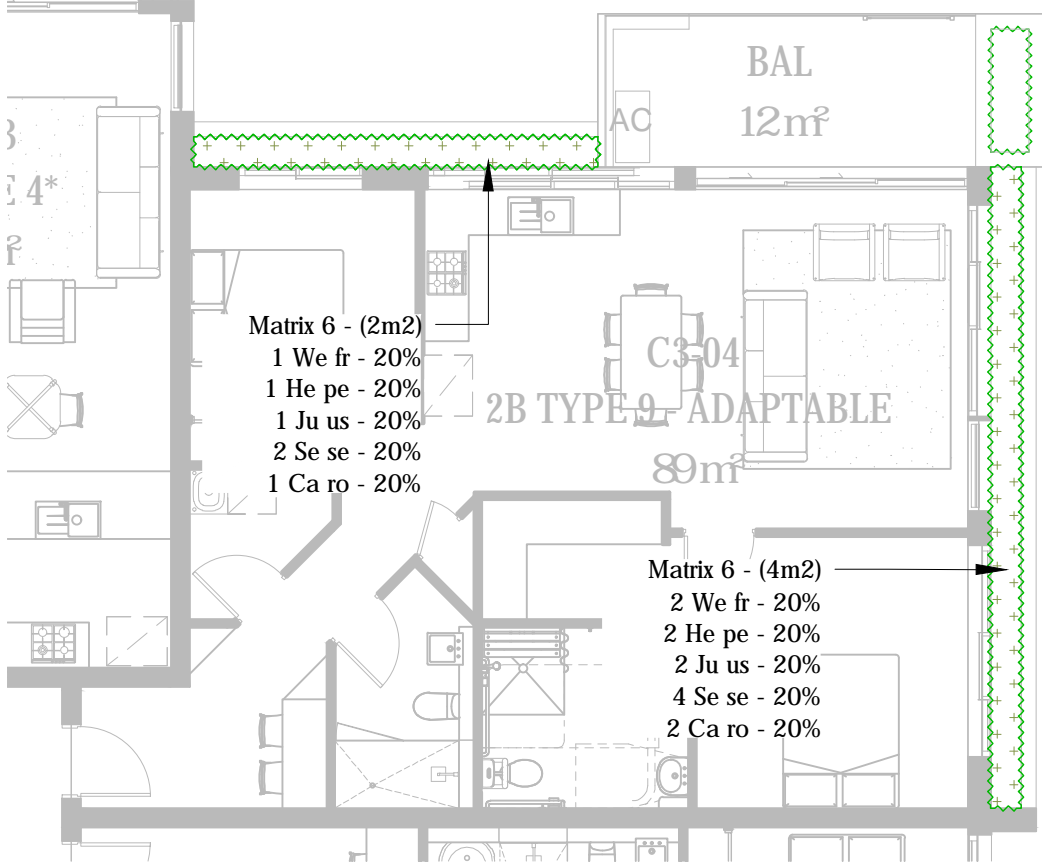 BAL
12m²
AC
4*
Matrix 6 - (2m2)
1 We fr - 20%
1 He pe - 20%
1 Ju us - 20%
2 Se se - 20%
1 Ca ro - 20%
C3-04
2B TYPE 9 - ADAPTABLE
89m²
Matrix 6 - (4m2)
2 We fr - 20%
2 He pe - 20%
2 Ju us - 20%
4 Se se - 20%
2 Ca ro - 20%